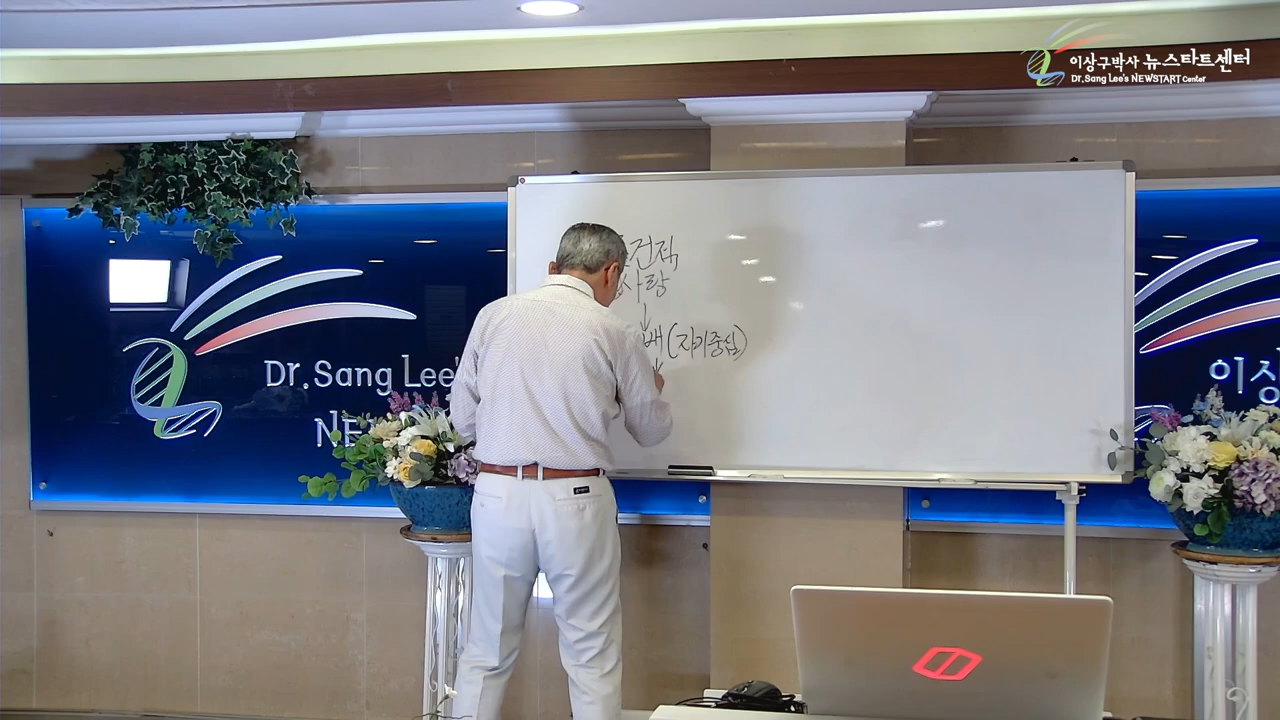 이상구박사 뉴스타트센터
Dr. Sang Lee's NEWSTART Center
건적
사랑
배 (자기중심)
Dr. Sang Lee's
이상